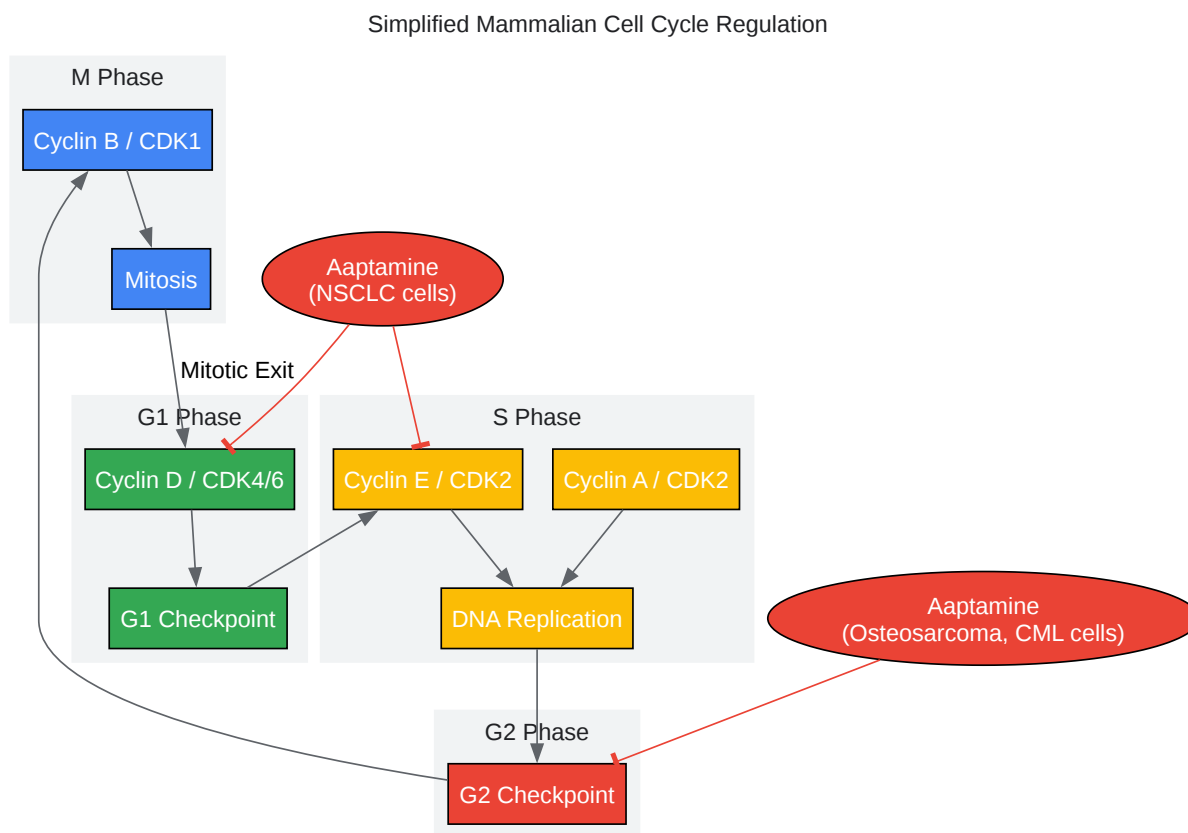 Simplified Mammalian Cell Cycle Regulation
M Phase
Cyclin B / CDK1
Mitosis
Aaptamine
(NSCLC cells)
Mitotic Exit
G1 Phase
Cyclin D / CDK4/6
G1 Checkpoint
S Phase
Cyclin E / CDK2
Cyclin A / CDK2
DNA Replication
Aaptamine
(Osteosarcoma, CML cells)
G2 Phase
G2 Checkpoint